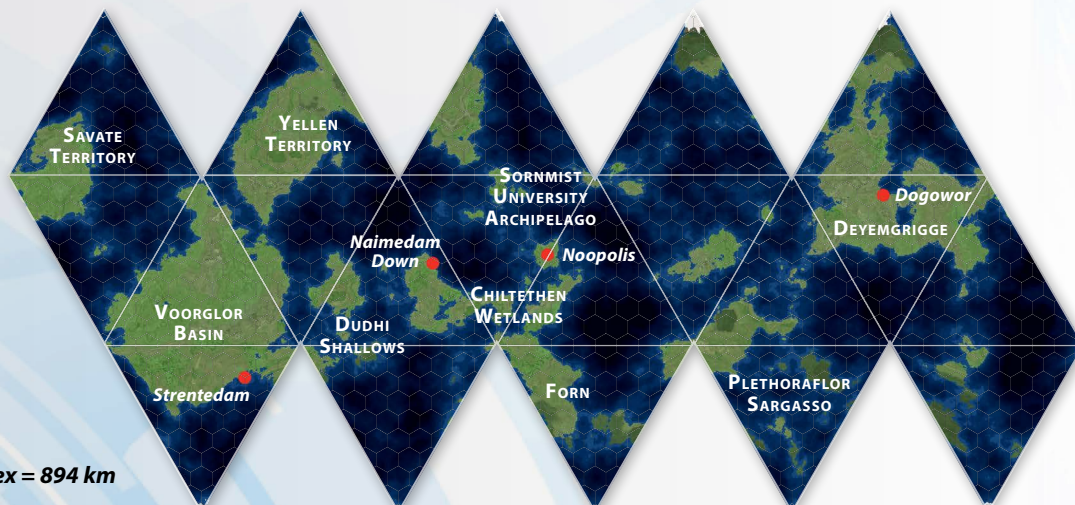 SAVATE
TERRITORY
YELLEN
TERRITORY
SORNMIST
UNIVERSITY
ARCHIPELAGO
Dogowor
DEYEMGRIGGE
Naimedam
Down
Noopolis
CHILTETHEN
WETLANDS
VOORGLOR
BASIN
DUDHI
SHALLOWS
Strentedam
FORN
PLETHORAFLOR
SARGASSO
ex = 894 km